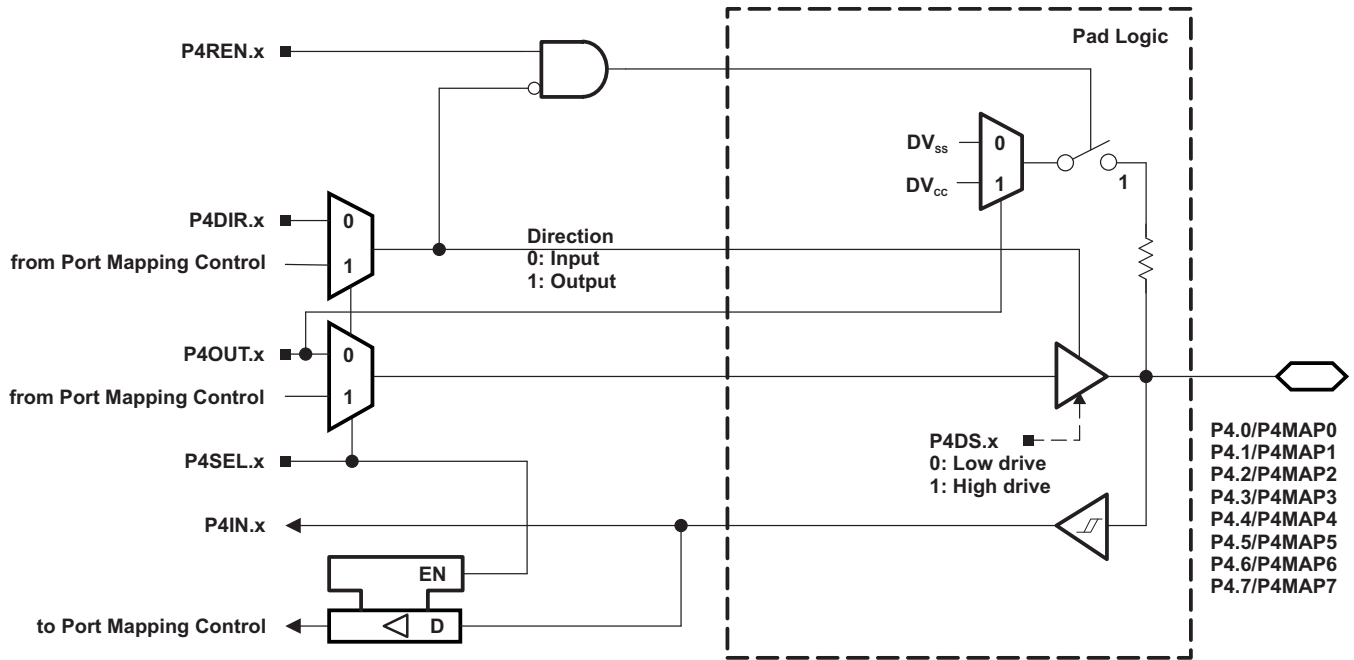 Pad Logic
P4REN.x
DVss
0
DVcc
1
1
P4DIR.x
0
from Port Mapping Control
1
Direction
0: Input
1: Output
P4OUT.x
0
from Port Mapping Control
1
P4DS.x
0: Low drive
1: High drive
P4SEL.x
P4.0/P4MAP0
P4.1/P4MAP1
P4.2/P4MAP2
P4.3/P4MAP3
P4.4/P4MAP4
P4.5/P4MAP5
P4.6/P4MAP6
P4.7/P4MAP7
P4IN.x
EN
to Port Mapping Control
D